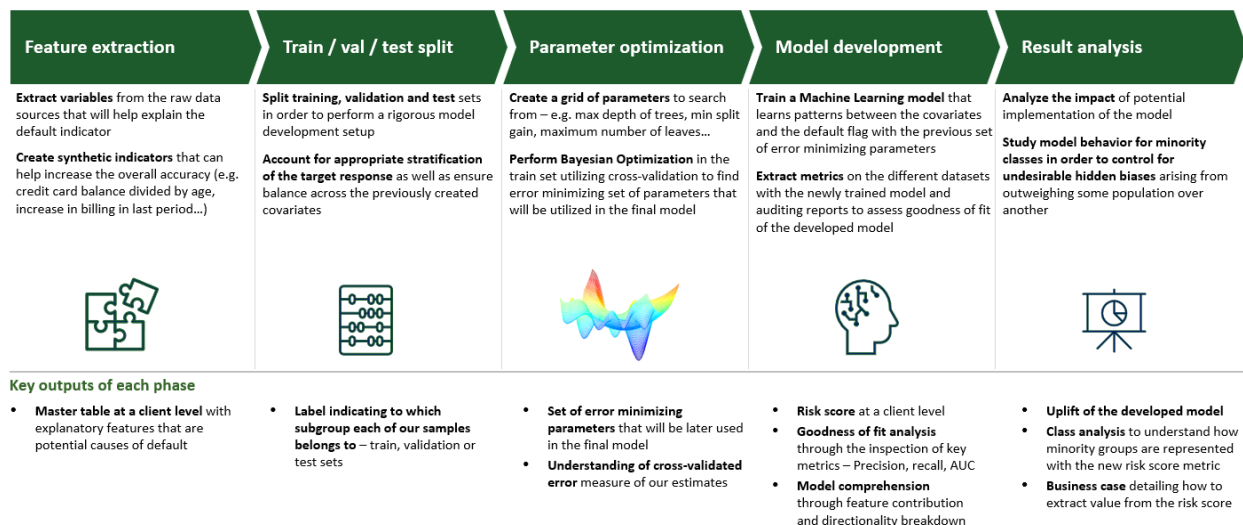 Feature extraction
Train / val / test split
Parameter optimization
Model development
Result analysis
Extract variables from the raw data
sources that will help explain the
default indicator
Create synthetic indicators that can
help increase the overall accuracy (e.g.
credit card balance divided by age,
increase in billing in last period...)
Split training, validation and test sets
in order to perform a rigorous model
development setup
Account for appropriate stratification
of the target response as well as ensure
balance across the previously created
covariates
Create a grid of parameters to search
from – e.g. max depth of trees, min split
gain, maximum number of leaves...
Perform Bayesian Optimization in the
train set utilizing cross-validation to find
error minimizing set of parameters that
will be utilized in the final model
Train a Machine Learning model that
learns patterns between the covariates
and the default flag with the previous set
of error minimizing parameters
Extract metrics on the different datasets
with the newly trained model and
auditing reports to assess goodness of fit
of the developed model
Analyze the impact of potential
implementation of the model
Study model behavior for minority
classes in order to control for
undesirable hidden biases arising from
outweighing some population over
another
Key outputs of each phase
• Master table at a client level with
explanatory features that are
potential causes of default
• Label indicating to which
subgroup each of our samples
belongs to – train, validation or
test sets
• Set of error minimizing
parameters that will be later used
in the final model
• Understanding of cross-validated
error measure of our estimates
• Risk score at a client level
• Goodness of fit analysis
through the inspection of key
metrics – Precision, recall, AUC
• Model comprehension
through feature contribution
and directionality breakdown
• Uplift of the developed model
• Class analysis to understand how
minority groups are represented
with the new risk score metric
• Business case detailing how to
extract value from the risk score